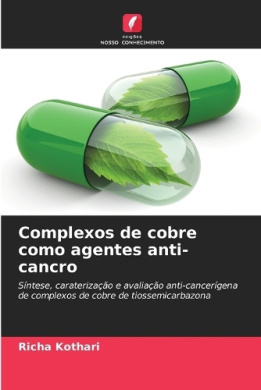 edições
NOSSO CONHECIMENTO
Complexos de cobre
como agentes anti-
cancro
Síntese, caraterização e avaliação anti-cancerígena
de complexos de cobre de tiossemicarbazona
Richa Kothari